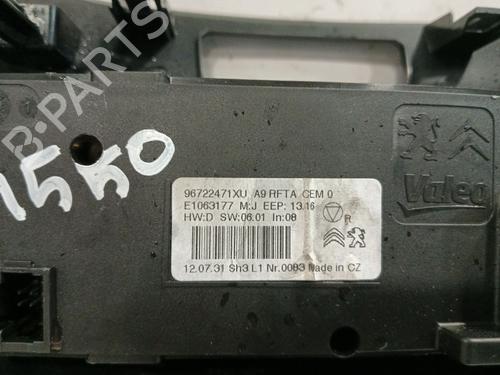 B-PARTS
1550
96722471XU A9 RFTA CEM 0
E1063177 M:J EEP: 13.16
HW:D SW:06.01 In:08
R
12.07.31 Sh3 L1 Nr.0083 Made in CZ
Valeo